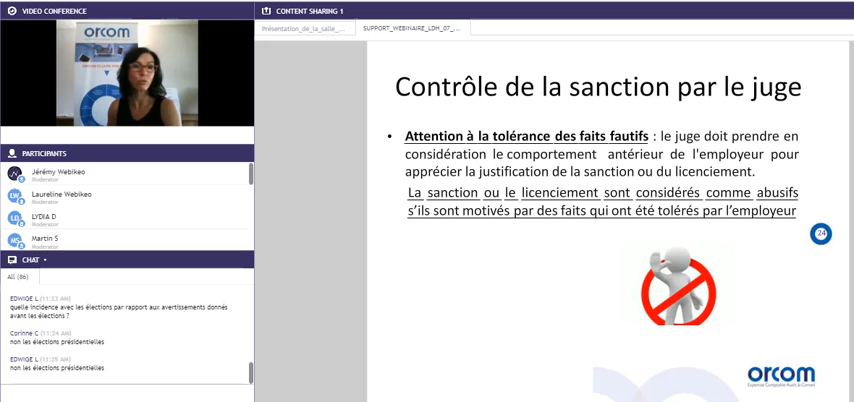 VIDEO CONFERENCE
orcom
PARTICIPANTS
Jérémy Webikeo
Moderator
LW
Laureline Webikeo
Moderator
LD
LYDIA D
Moderator
MS
Martin S
Moderator
CHAT
All (86)
EDWIGE L (11:23 AM)
quelle incidence avec les élections par rapport aux avertissements donnés
avant les élections ?
Corinne C (11:24 AM)
non les élections présidentielles
EDWIGE L (11:25 AM)
non les élections présidentielles
CONTENT SHARING 1
Présentation_de_la_salle_...
SUPPORT_WEBINAIRE_LDH_07_...
Contrôle de la sanction par le juge
• Attention à la tolérance des faits fautifs : le juge doit prendre en
considération le comportement antérieur de l'employeur pour
apprécier la justification de la sanction ou du licenciement.
La sanction ou le licenciement sont considérés comme abusifs
s’ils sont motivés par des faits qui ont été tolérés par l’employeur
24
orcom
Expertise Comptable Audit & Conseil